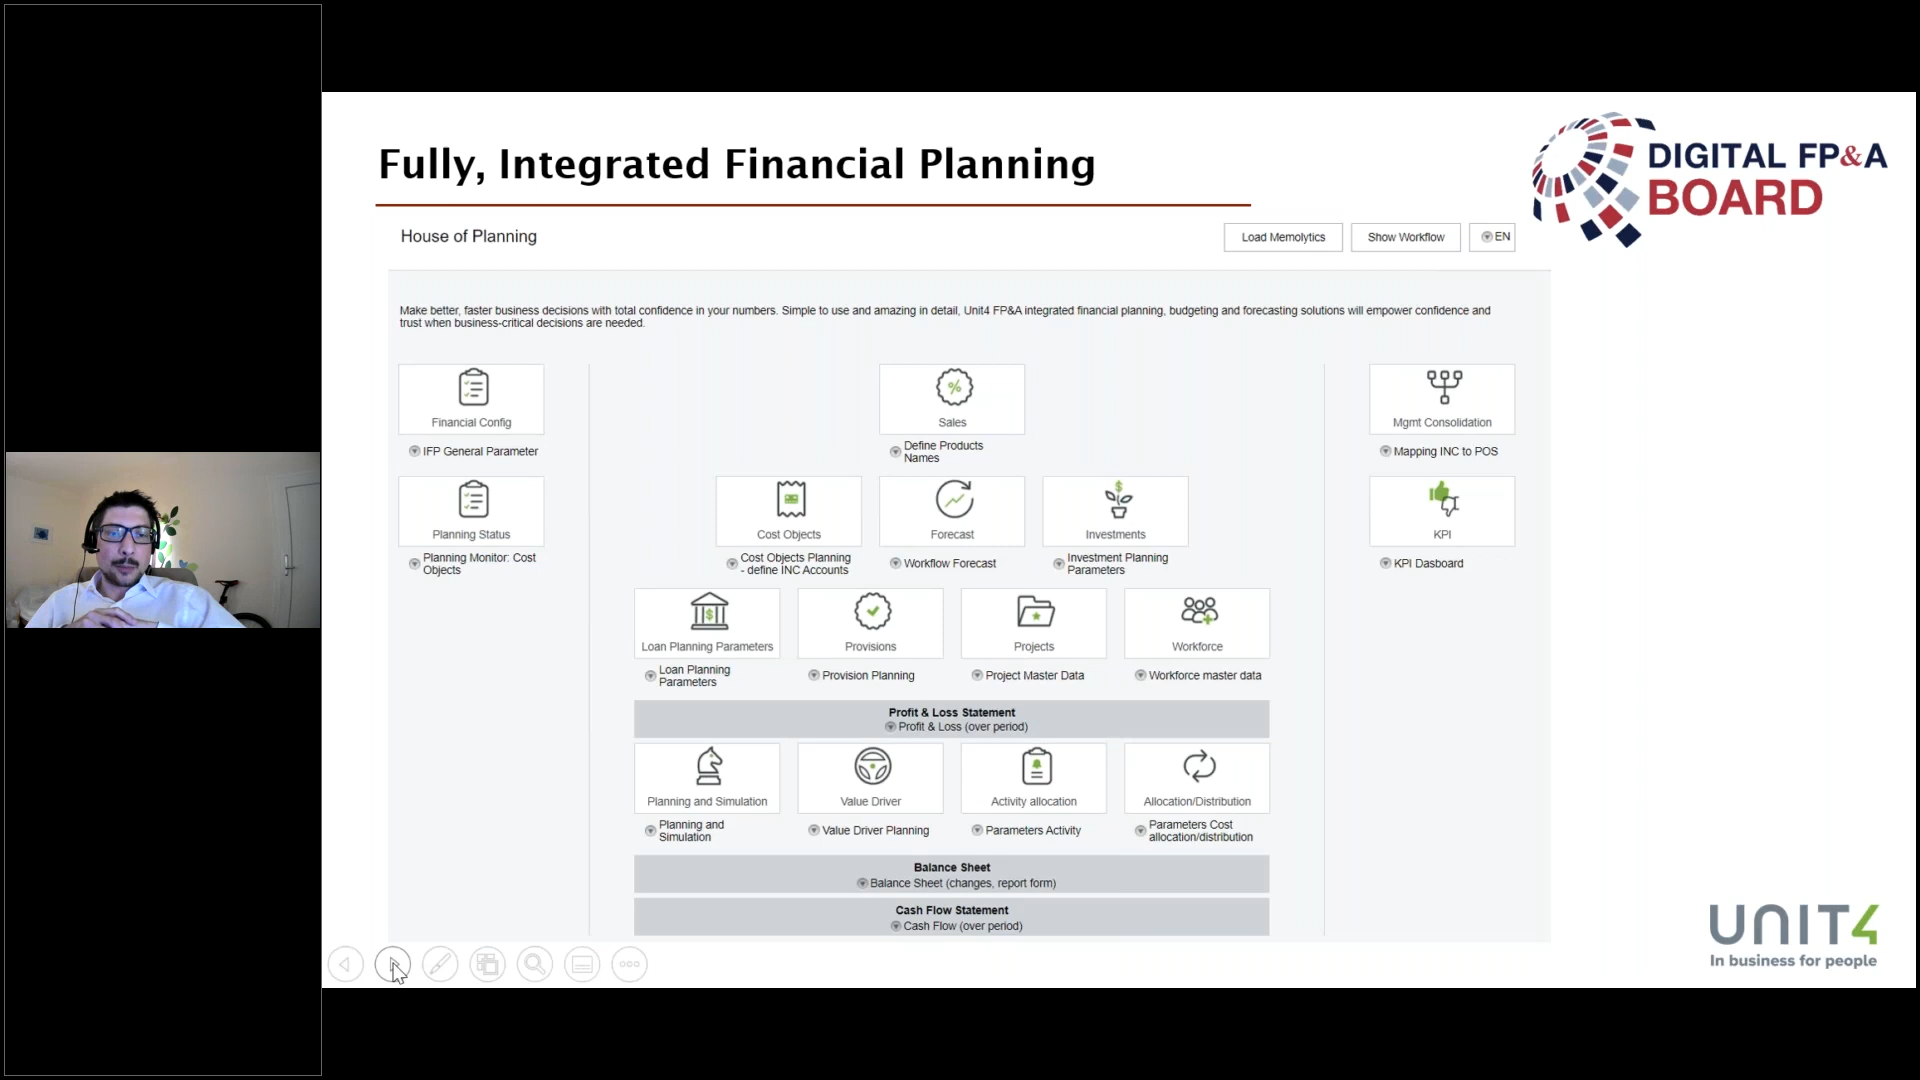 Fully, Integrated Financial Planning
DIGITAL FP&A
BOARD
House of Planning
Load Memolytics
Show Workflow
EN
Make better, faster business decisions with total confidence in your numbers. Simple to use and amazing in detail, Unit4 FP&A integrated financial planning, budgeting and forecasting solutions will empower confidence and
trust when business-critical decisions are needed.
Financial Config
IFP General Parameter
Planning Status
Planning Monitor: Cost
Objects
%
Sales
Define Products
Names
Cost Objects
Cost Objects Planning
- define INC Accounts
Forecast
Workflow Forecast
$
Investments
Investment Planning
Parameters
$
Loan Planning Parameters
Loan Planning
Parameters
Provisions
Provision Planning
Projects
Project Master Data
Workforce
Workforce master data
Profit & Loss Statement
Profit & Loss (over period)
Planning and Simulation
Planning and
Simulation
Value Driver
Value Driver Planning
Activity allocation
Parameters Activity
Allocation/Distribution
Parameters Cost
allocation/distribution
Balance Sheet
Balance Sheet (changes, report form)
Cash Flow Statement
Cash Flow (over period)
Mgmt Consolidation
Mapping INC to POS
KPI
KPI Dasboard
UNIT4
In business for people